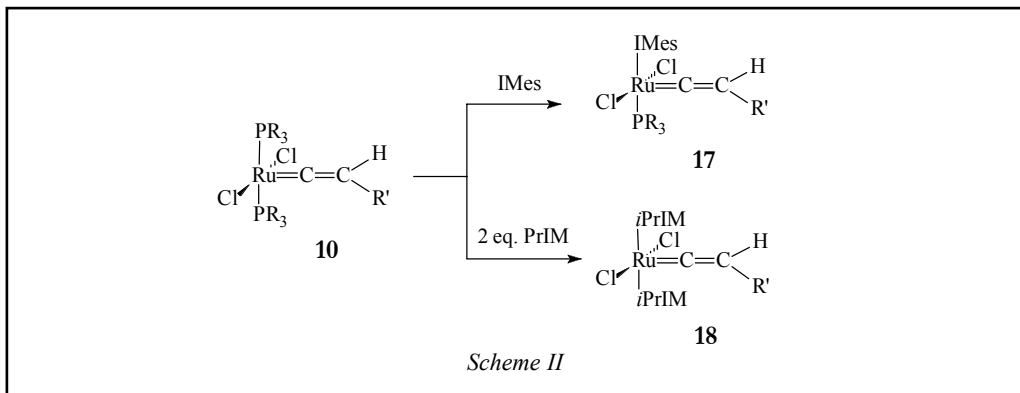 IMes
Cl
Ru=C=C
H
Cl
R'
PR3
17
IMes
PR3
Cl
Ru=C=C
H
Cl
R'
PR3
10
2 eq. PrIM
iPrIM
Cl
Ru=C=C
H
Cl
R'
iPrIM
18
Scheme II